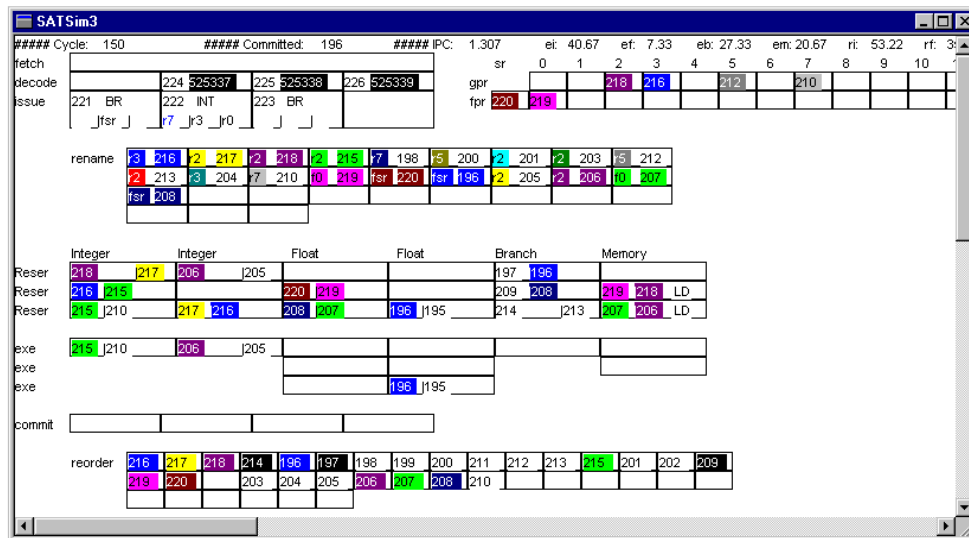 SATSim3
##### Cycle: 150 ##### Committed: 196 ##### IPC: 1.307 ei: 40.67 ef: 7.33 eb: 27.33 em: 20.67 ri: 53.22 rf:
fetch sr 0 1 2 3 4 5 6 7 8 9 10
decode 224 525337 225 525338 226 525339 gpr 218 216 212 210
issue 221 BR 222 INT 223 BR fpr 220 219
_|fsr _| r7 _|r3 _|r0 _| _|
rename r3 216 r2 217 r2 218 r2 215 r7 198 r5 200 r2 201 r2 203 r5 212
r2 213 r3 204 r7 210 f0 219 fsr 220 fsr 196 r2 205 r2 206 f0 207
fsr 208
Integer Integer Float Float Branch Memory
Reser 218 |217 206 |205 197 196
Reser 216 |215 220 |219 209 208 219 218 LD
Reser 215 |210 217 216 208 |207 196 |195 214 |213 207 206 LD
exe 215 |210 206 |205
exe
exe 196 |195
commit
reorder 216 217 218 214 196 197 198 199 200 211 212 213 215 201 202 209
219 220 203 204 205 206 207 208 210